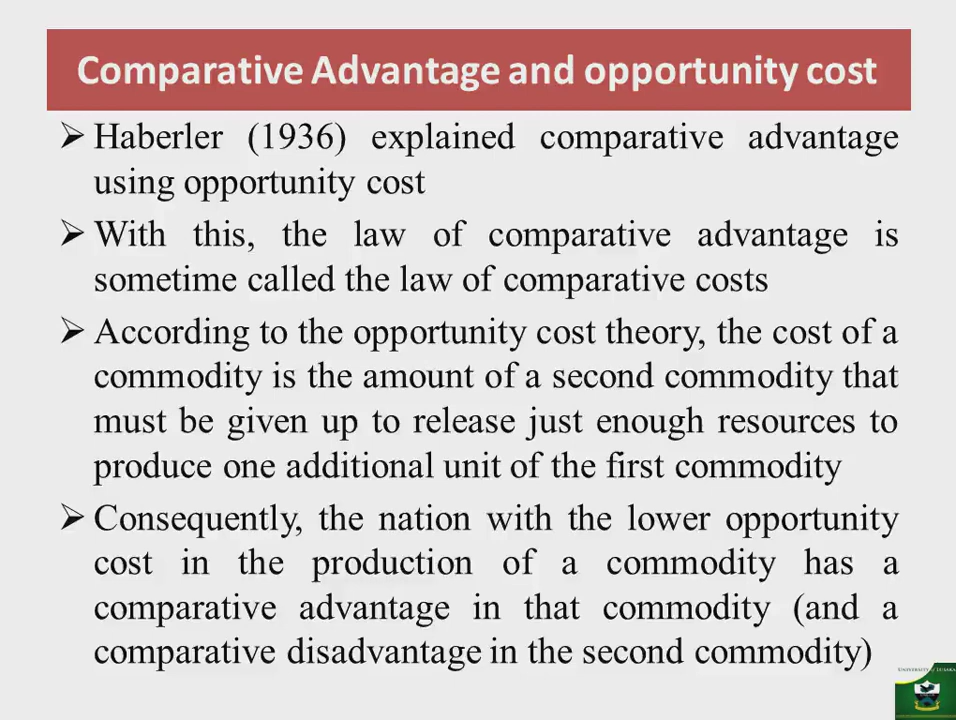 Comparative Advantage and opportunity cost
➢ Haberler (1936) explained comparative advantage
using opportunity cost
➢ With this, the law of comparative advantage is
sometime called the law of comparative costs
➢ According to the opportunity cost theory, the cost of a
commodity is the amount of a second commodity that
must be given up to release just enough resources to
produce one additional unit of the first commodity
➢ Consequently, the nation with the lower opportunity
cost in the production of a commodity has a
comparative advantage in that commodity (and a
comparative disadvantage in the second commodity)
UNIVERSITY of LUSAKA